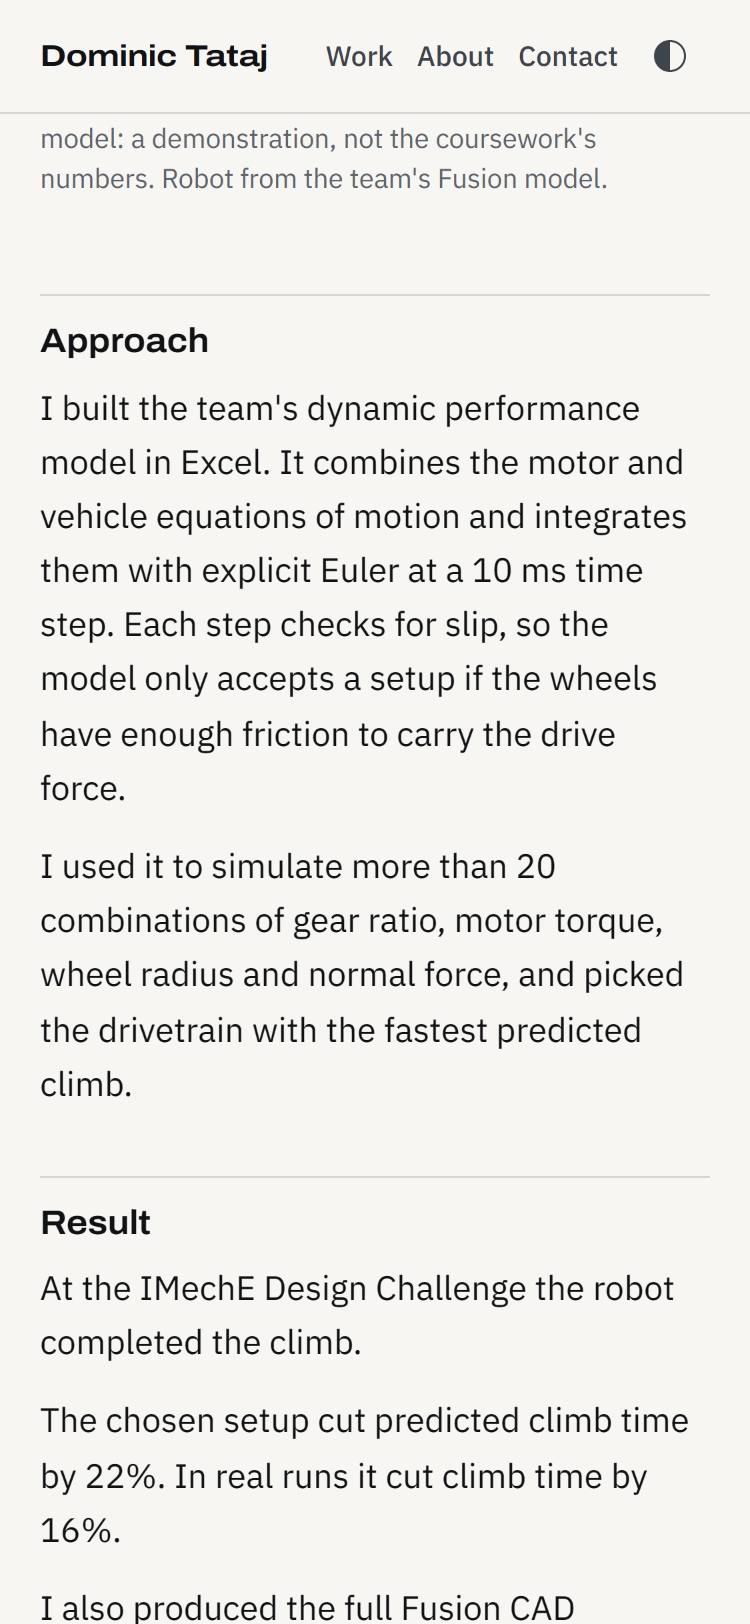 Dominic Tataj Work About Contact
model: a demonstration, not the coursework's
numbers. Robot from the team's Fusion model.
Approach
I built the team's dynamic performance
model in Excel. It combines the motor and
vehicle equations of motion and integrates
them with explicit Euler at a 10 ms time
step. Each step checks for slip, so the
model only accepts a setup if the wheels
have enough friction to carry the drive
force.
I used it to simulate more than 20
combinations of gear ratio, motor torque,
wheel radius and normal force, and picked
the drivetrain with the fastest predicted
climb.
Result
At the IMechE Design Challenge the robot
completed the climb.
The chosen setup cut predicted climb time
by 22%. In real runs it cut climb time by
16%.
I also produced the full Fusion CAD